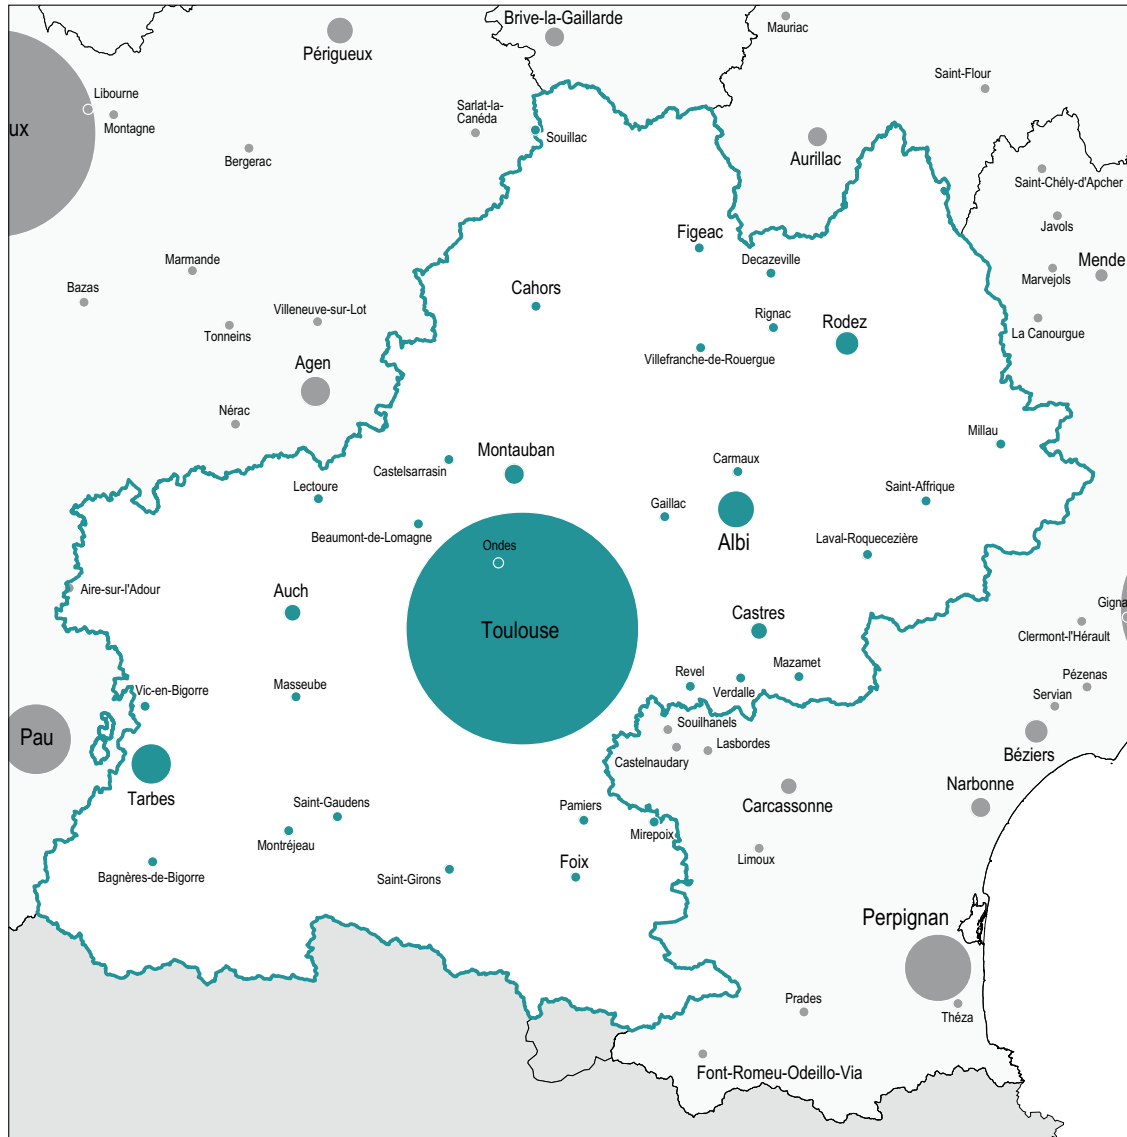 Brive-la-Gaillarde
Mauriac
Périgueux
Saint-Flour
Libourne
Montagne
Sarlat-la-
Canéda
ux
Souillac
Bergerac
Aurillac
Saint-Chély-d'Apcher
Javols
Figeac
Marmande
Decazeville
Mende
Marvejols
Bazas
Cahors
Villeneuve-sur-Lot
Tonneins
Rignac
Rodez
La Canourgue
Villefranche-de-Rouergue
Agen
Nérac
Millau
Montauban
Castelsarrasin
Carmaux
Lectoure
Saint-Affrique
Gaillac
Beaumont-de-Lomagne
Ondes
Albi
Laval-Roquecezière
Aire-sur-l'Adour
Auch
Gigna
Castres
Toulouse
Clermont-l'Hérault
Mazamet
Revel
Pézenas
Masseube
Vic-en-Bigorre
Verdalle
Servian
Souilhanels
Pau
Lasbordes
Castelnaudary
Béziers
Tarbes
Saint-Gaudens
Pamiers
Carcassonne
Narbonne
Mirepoix
Montréjeau
Limoux
Foix
Bagnères-de-Bigorre
Saint-Girons
Perpignan
Prades
Théza
Font-Romeu-Odeillo-Via